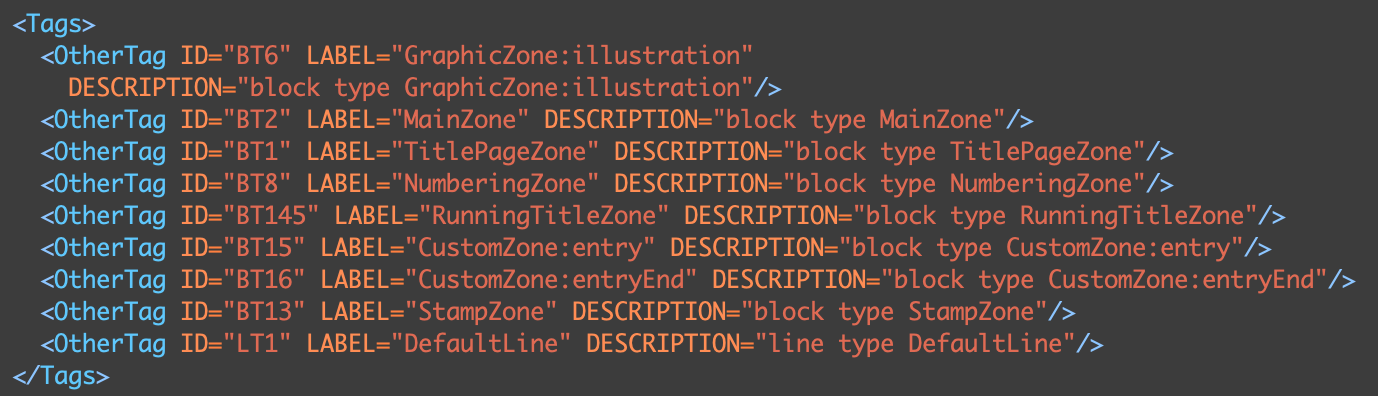 <Tags>
<OtherTag ID="BT6" LABEL="GraphicZone:illustration"
DESCRIPTION="block type GraphicZone:illustration"/>
<OtherTag ID="BT2" LABEL="MainZone" DESCRIPTION="block type MainZone"/>
<OtherTag ID="BT1" LABEL="TitlePageZone" DESCRIPTION="block type TitlePageZone"/>
<OtherTag ID="BT8" LABEL="NumberingZone" DESCRIPTION="block type NumberingZone"/>
<OtherTag ID="BT145" LABEL="RunningTitleZone" DESCRIPTION="block type RunningTitleZone"/>
<OtherTag ID="BT15" LABEL="CustomZone:entry" DESCRIPTION="block type CustomZone:entry"/>
<OtherTag ID="BT16" LABEL="CustomZone:entryEnd" DESCRIPTION="block type CustomZone:entryEnd"/>
<OtherTag ID="BT13" LABEL="StampZone" DESCRIPTION="block type StampZone"/>
<OtherTag ID="LT1" LABEL="DefaultLine" DESCRIPTION="line type DefaultLine"/>
</Tags>